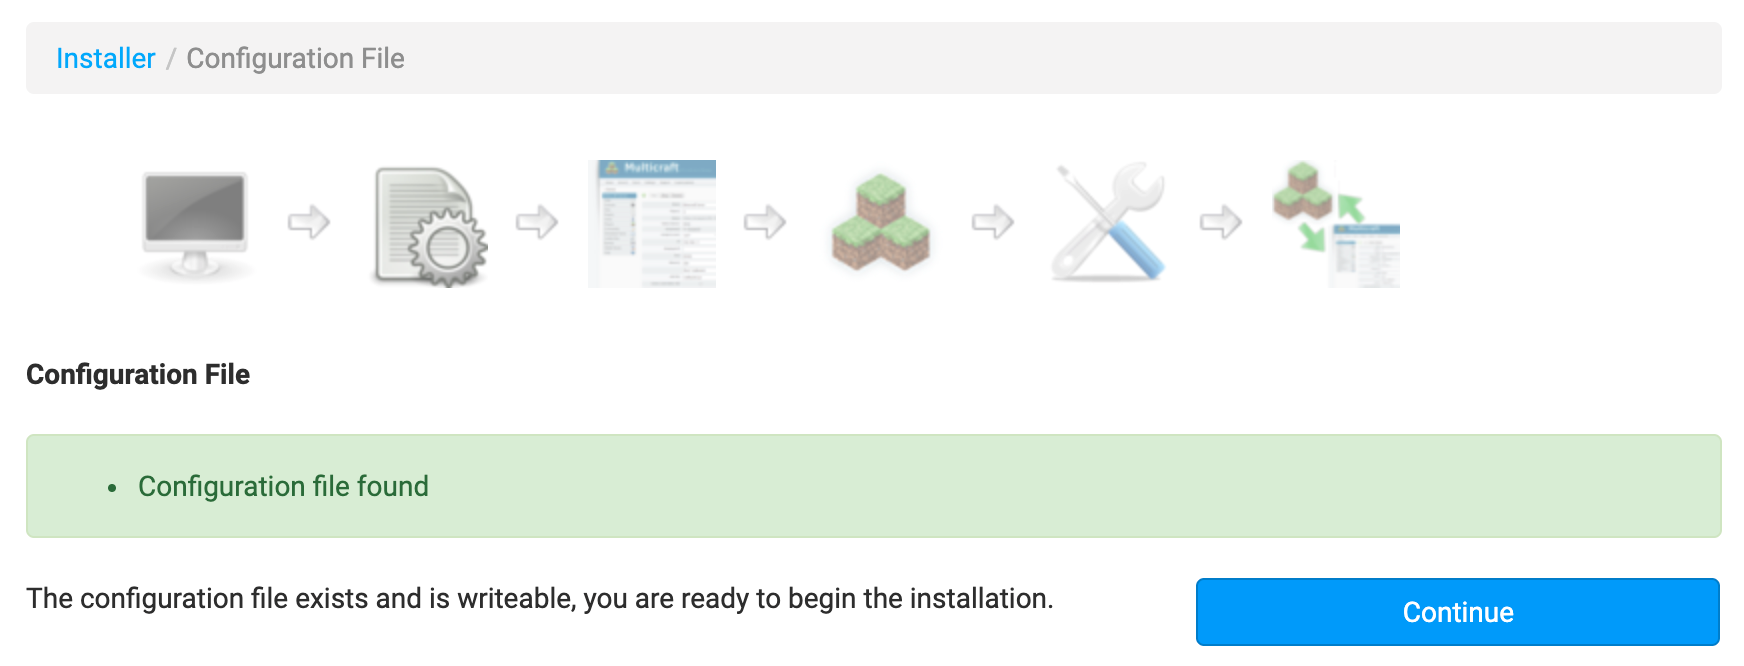 Installer / Configuration File
Multicraft
Configuration File
• Configuration file found
The configuration file exists and is writeable, you are ready to begin the installation.
Continue